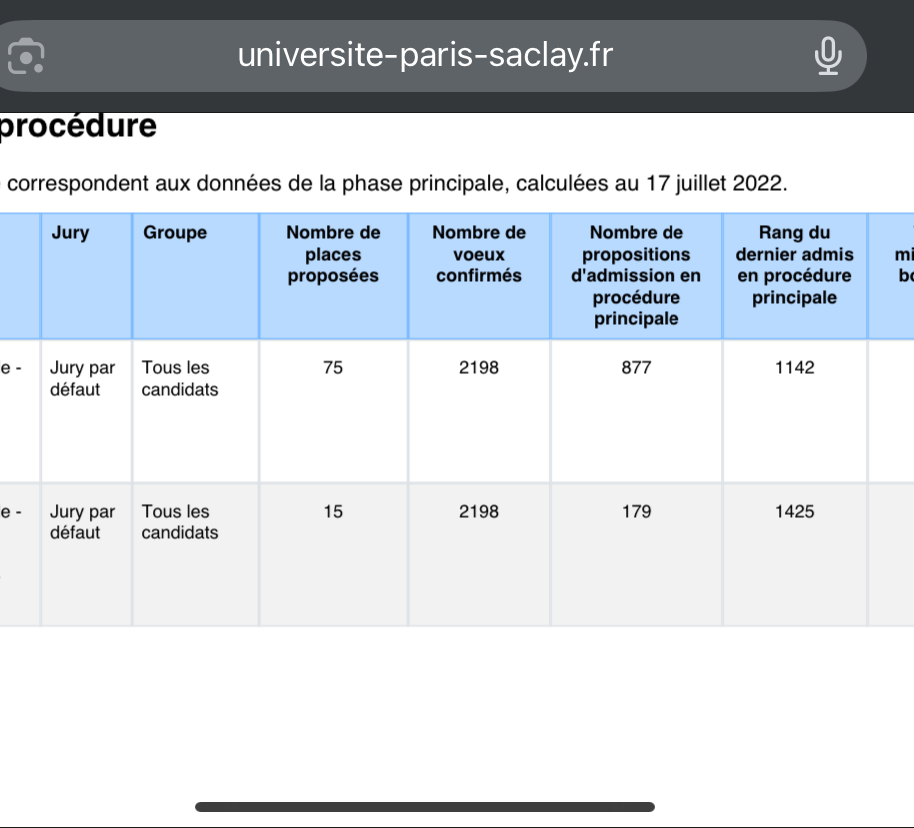 universite-paris-saclay.fr
procédure
correspondent aux données de la phase principale, calculées au 17 juillet 2022.
Jury
Groupe
Nombre de
places
proposées
Nombre de
voeux
confirmés
Nombre de
propositions
d'admission en
procédure
principale
Rang du
dernier admis
en procédure
principale
e -
Jury par
défaut
Tous les
candidats
75
2198
877
1142
e -
Jury par
défaut
Tous les
candidats
15
2198
179
1425